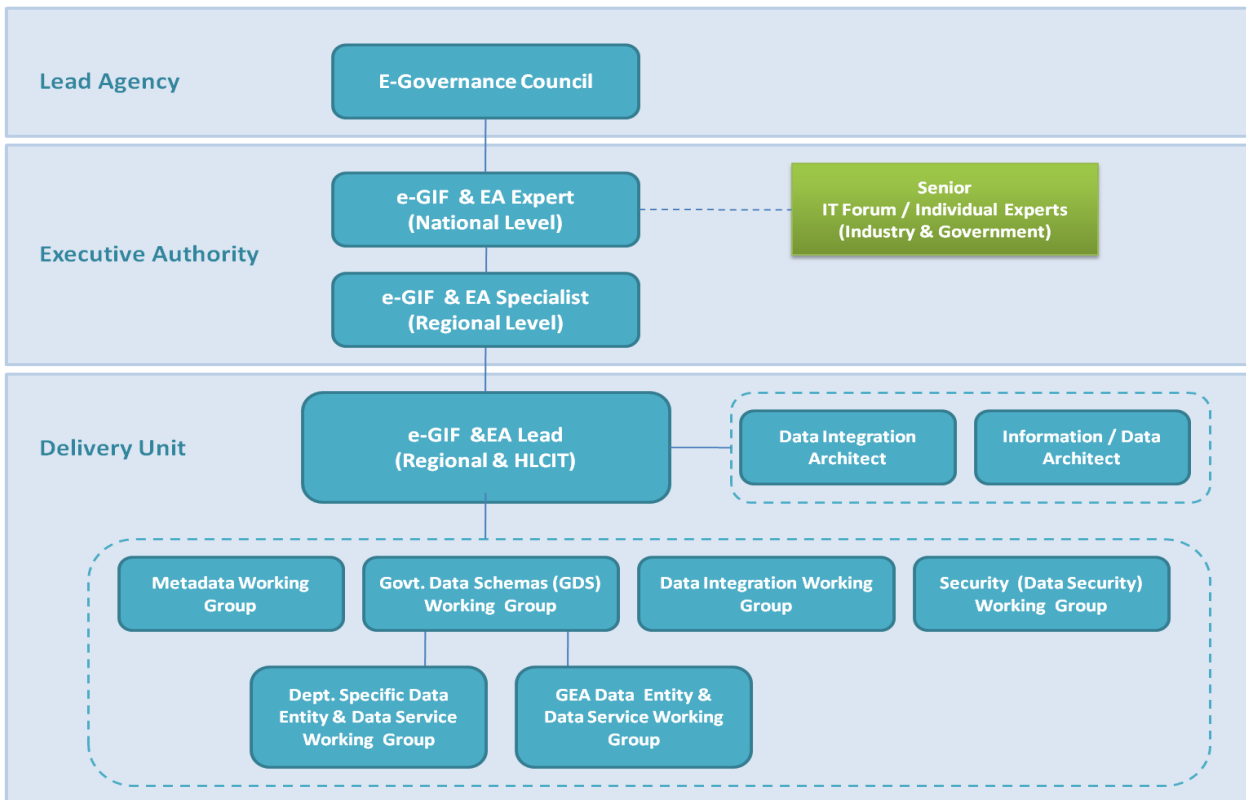 Lead Agency
E-Governance Council
Executive Authority
e-GIF & EA Expert
(National Level)
Senior
IT Forum / Individual Experts
(Industry & Government)
e-GIF & EA Specialist
(Regional Level)
Delivery Unit
e-GIF &EA Lead
(Regional & HLCIT)
Data Integration
Architect
Information / Data
Architect
Metadata Working
Group
Govt. Data Schemas (GDS)
Working Group
Data Integration Working
Group
Security (Data Security)
Working Group
Dept. Specific Data
Entity & Data Service
Working Group
GEA Data Entity &
Data Service Working
Group